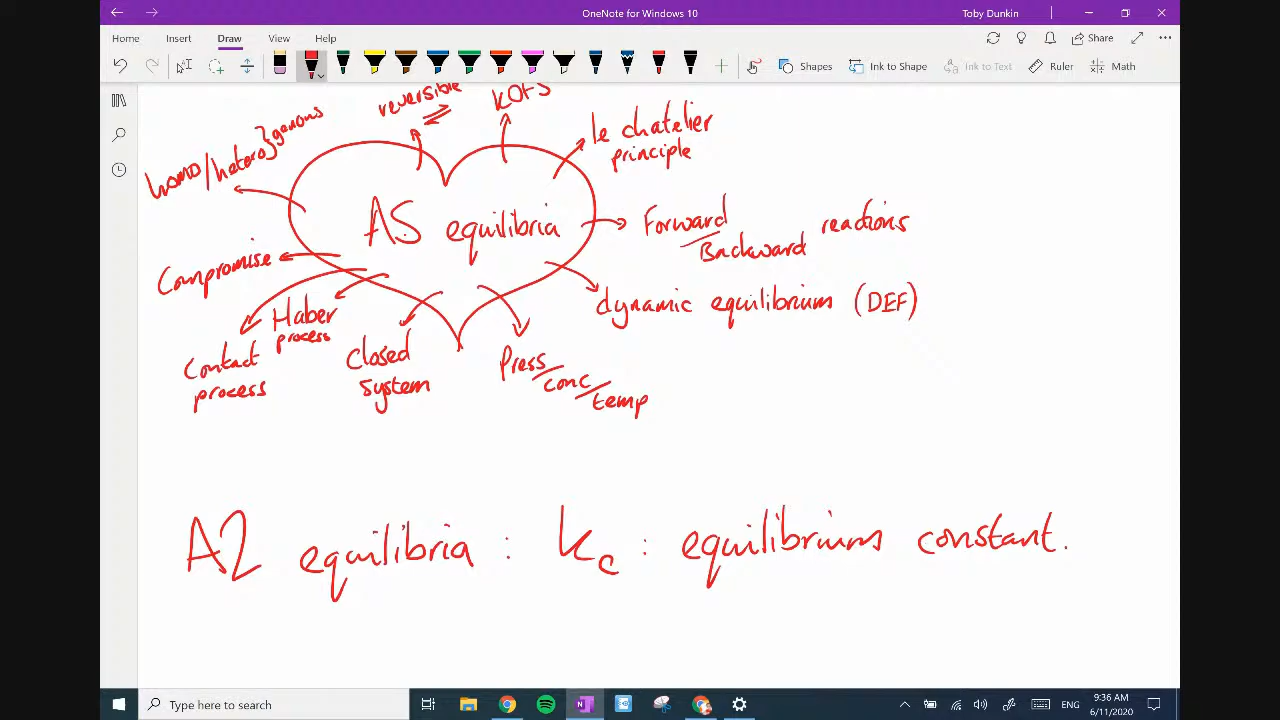 OneNote for Windows 10
Toby Dunkin
Home
Insert
Draw
View
Help
Share
Shapes
Ink to Shape
Ink to Text
Ruler
Math
reversible
⇌
homo/hetero}genous
le chatelier
principle
AS equilibria
Forward/
Backward reactions
Compromise
dynamic equilibrium (DEF)
Haber
process
Contact
process
Closed
system
Press/
conc/
temp
A2 equilibria : Kc : equilibrium constant.
Type here to search
ENG
9:36 AM
6/11/2020